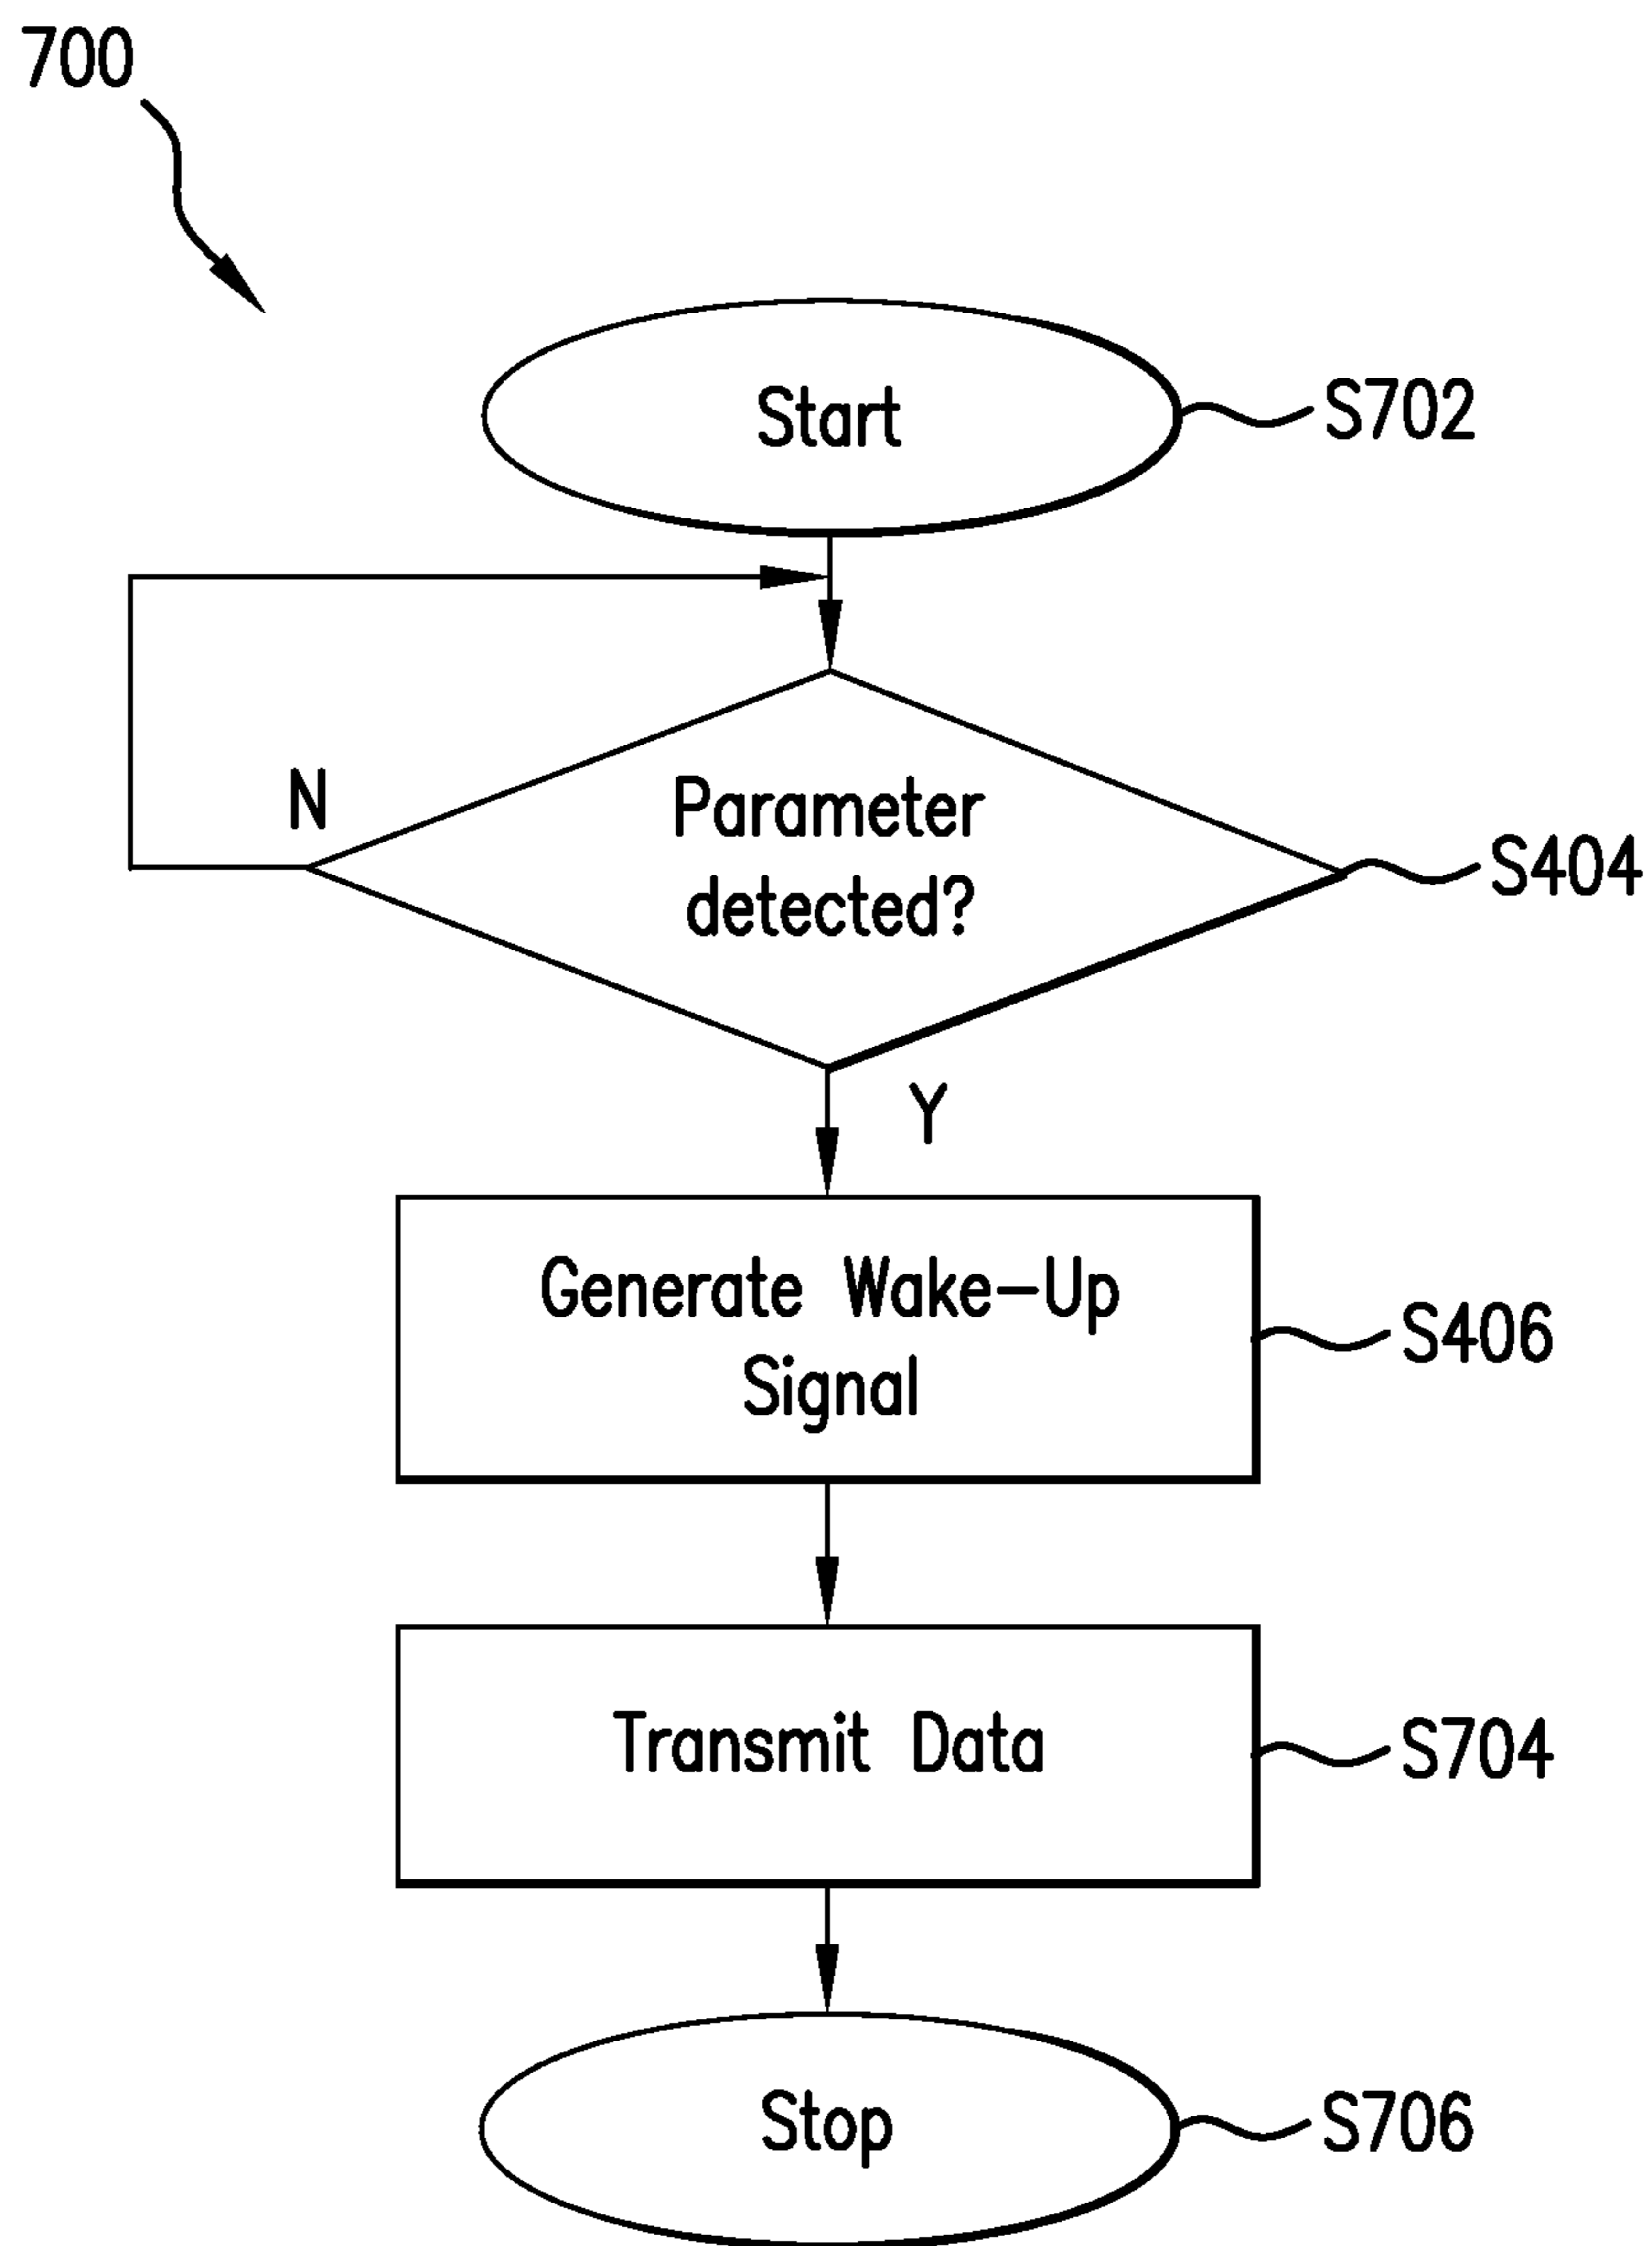 700
Start
S702
N
Parameter
detected?
S404
Y
Generate Wake-Up
Signal
S406
Transmit Data
S704
Stop
S706